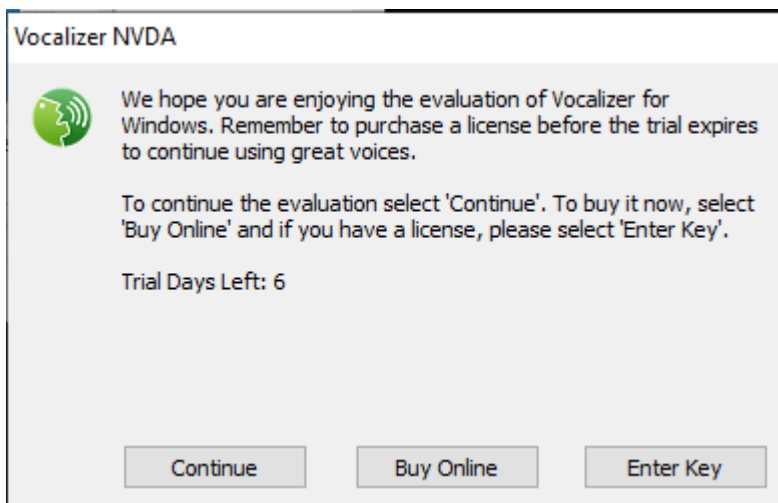 Vocalizer NVDA
We hope you are enjoying the evaluation of Vocalizer for
Windows. Remember to purchase a license before the trial expires
to continue using great voices.
To continue the evaluation select 'Continue'. To buy it now, select
'Buy Online' and if you have a license, please select 'Enter Key'.
Trial Days Left: 6
Continue
Buy Online
Enter Key